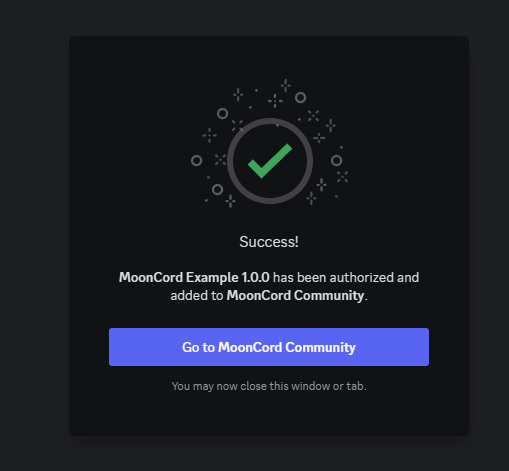 Success!
MoonCord Example 1.0.0 has been authorized and
added to MoonCord Community.
Go to MoonCord Community
You may now close this window or tab.